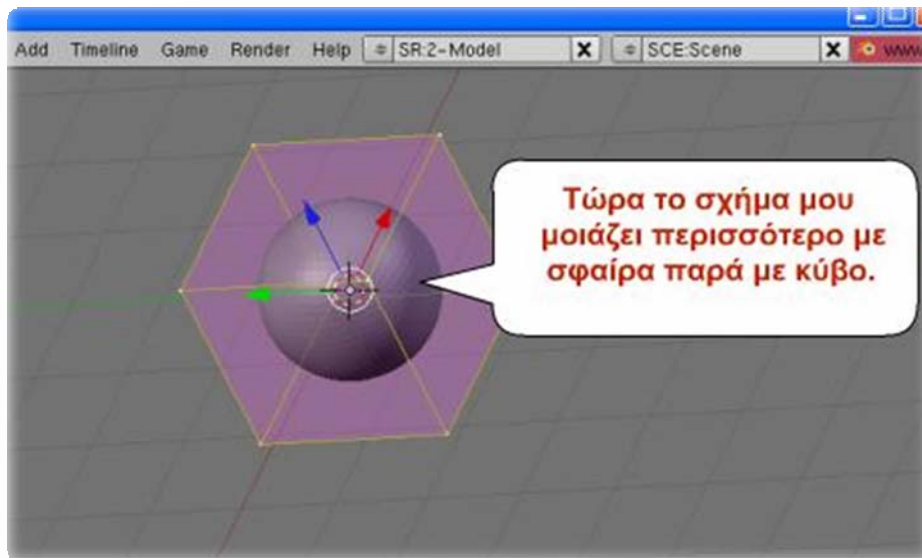 Add Timeline Game Render Help SR:2-Model X SCE:Scene X www.
Τώρα το σχήμα μου
μοιάζει περισσότερο με
σφαίρα παρά με κύβο.